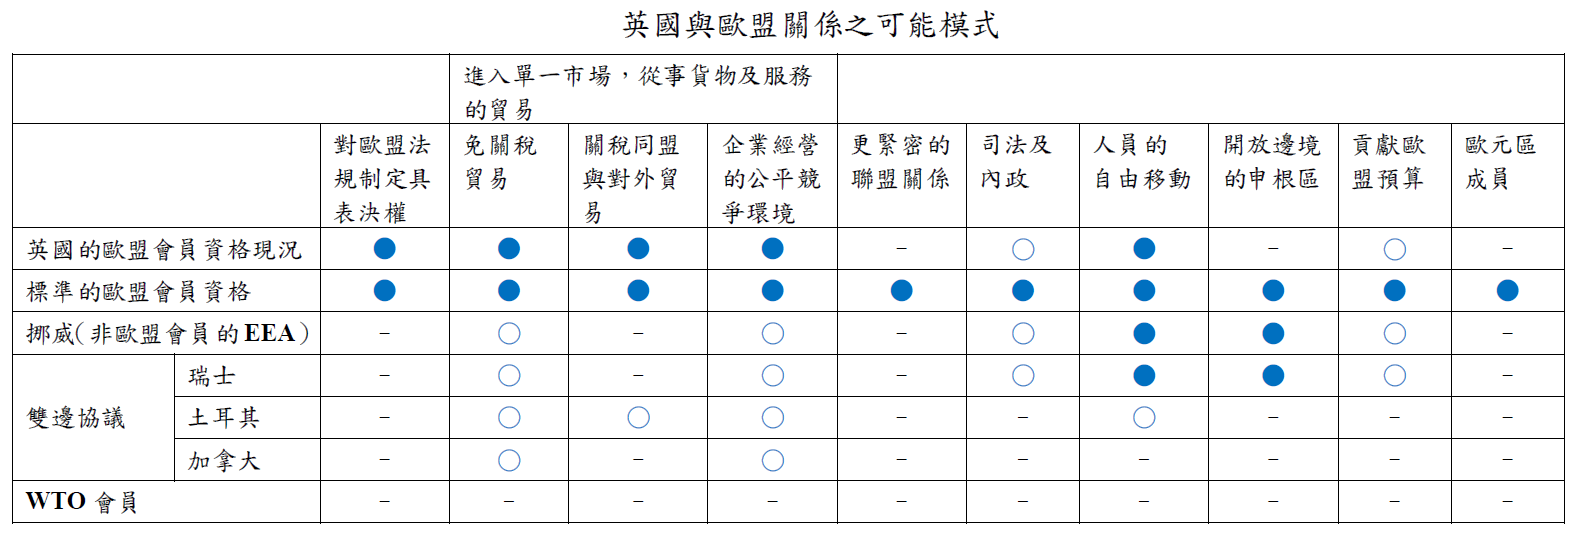 英國與歐盟關係之可能模式
進入單一市場，從事貨物及服務
的貿易
對歐盟法
規制定具
表決權
免關稅
貿易
關稅同盟
與對外貿
易
企業經營
的公平競
爭環境
更緊密的
聯盟關係
司法及
內政
人員的
自由移動
開放邊境
的申根區
貢獻歐
盟預算
歐元區
成員
英國的歐盟會員資格現況 ● ● ● ● － ○ ● － ○ －
標準的歐盟會員資格 ● ● ● ● ● ● ● ● ● ●
挪威(非歐盟會員的EEA) － ○ － ○ － ○ ● ● ○ －
雙邊協議
瑞士 － ○ － ○ － ○ ● ● ○ －
土耳其 － ○ ○ ○ － － ○ － － －
加拿大 － ○ － ○ － － － － － －
WTO 會員 － － － － － － － － － －